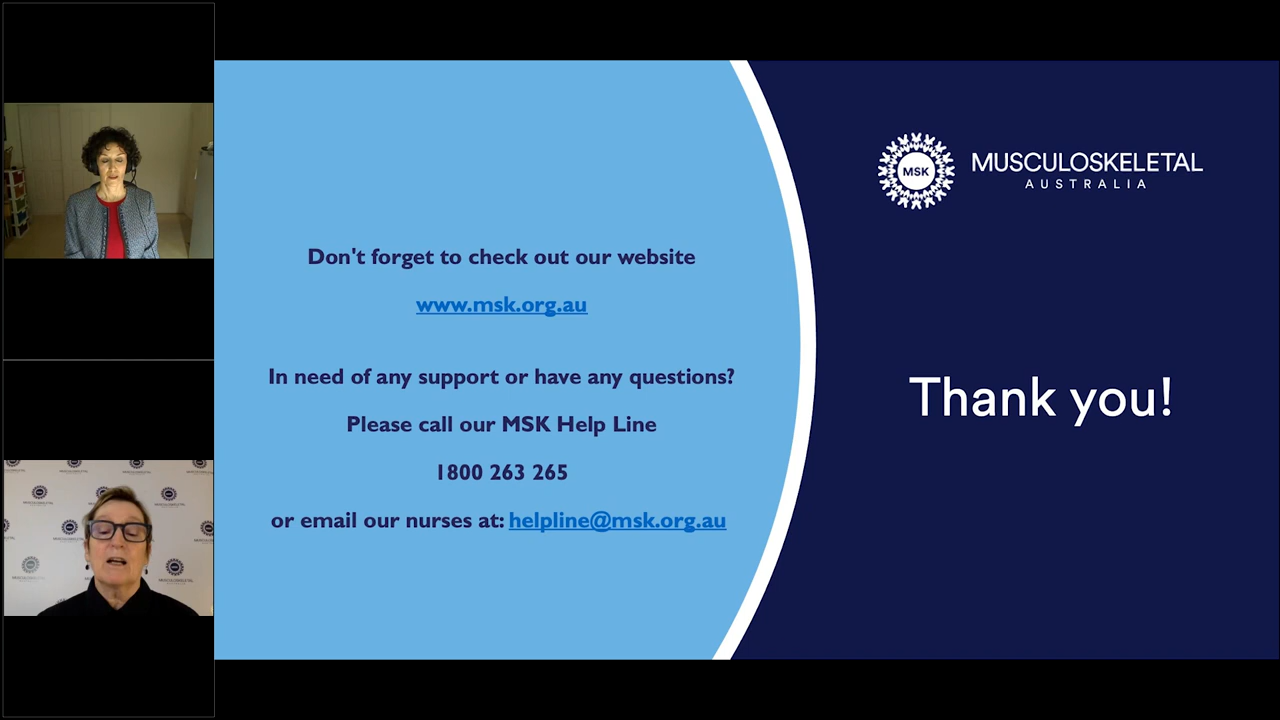 Don't forget to check out our website
www.msk.org.au
In need of any support or have any questions?
Please call our MSK Help Line
1800 263 265
or email our nurses at: helpline@msk.org.au
MSK
MUSCULOSKELETAL
AUSTRALIA
Thank you!